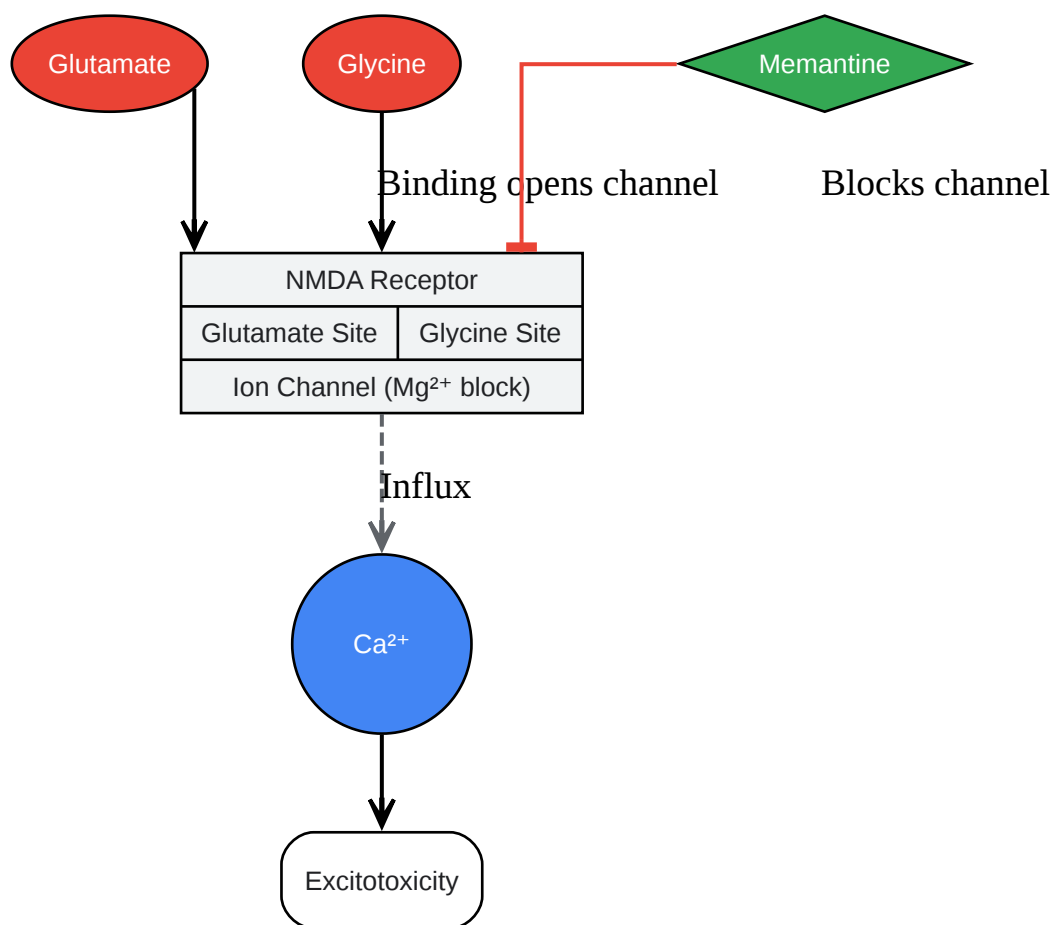 Glutamate
Glycine
Memantine
Binding opens channel
Blocks channel
NMDA Receptor
Glutamate Site
Glycine Site
Ion Channel (Mg²⁺ block)
Influx
Ca²⁺
Excitotoxicity